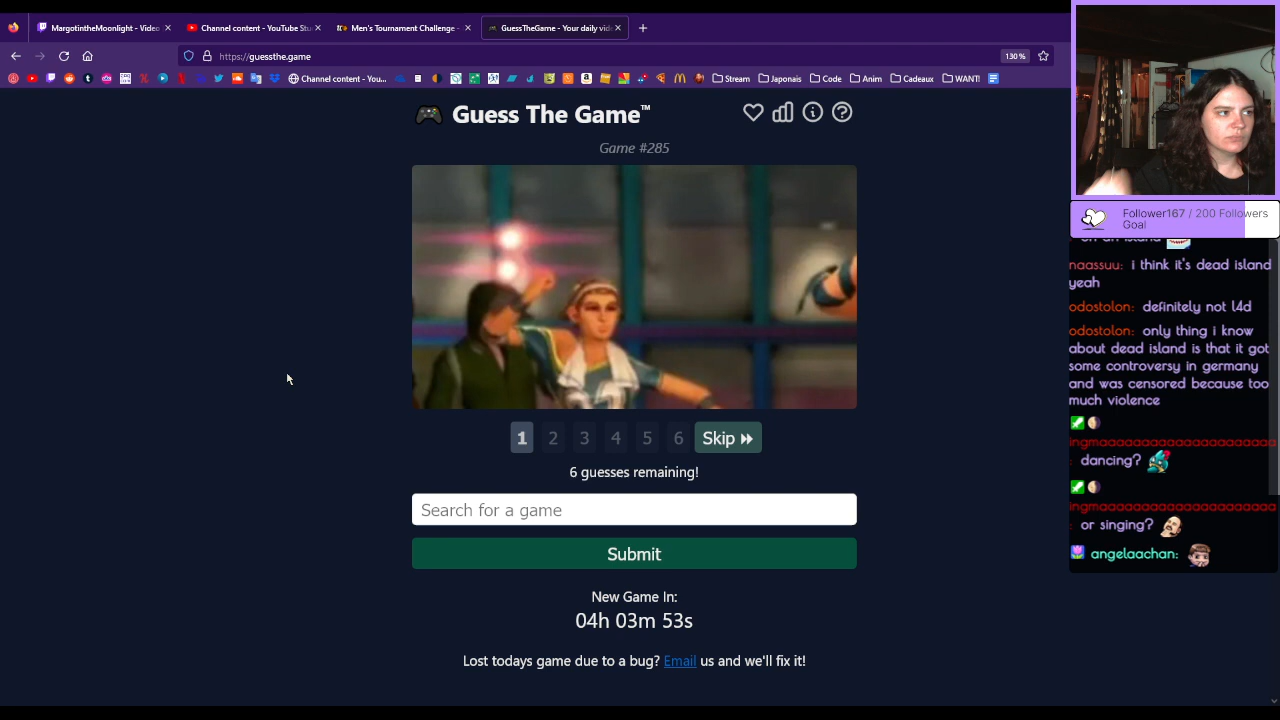 MargotintheMoonlight - Video
Channel content - YouTube Stu
Men's Tournament Challenge -
GuessTheGame - Your daily vid
https://guessthe.game
130%
Channel content - You...
Stream
Japonais
Code
Anim
Cadeaux
WANT!
Guess The Game™
Game #285
1 2 3 4 5 6 Skip
6 guesses remaining!
Search for a game
Submit
New Game In:
04h 03m 53s
Lost todays game due to a bug? Email us and we'll fix it!
Follower167 / 200 Followers
Goal
on an island
naassuu: i think it's dead island
yeah
odostolon: definitely not l4d
odostolon: only thing i know
about dead island is that it got
some controversy in germany
and was censored because too
much violence
: dancing?
: or singing?
angelaachan: